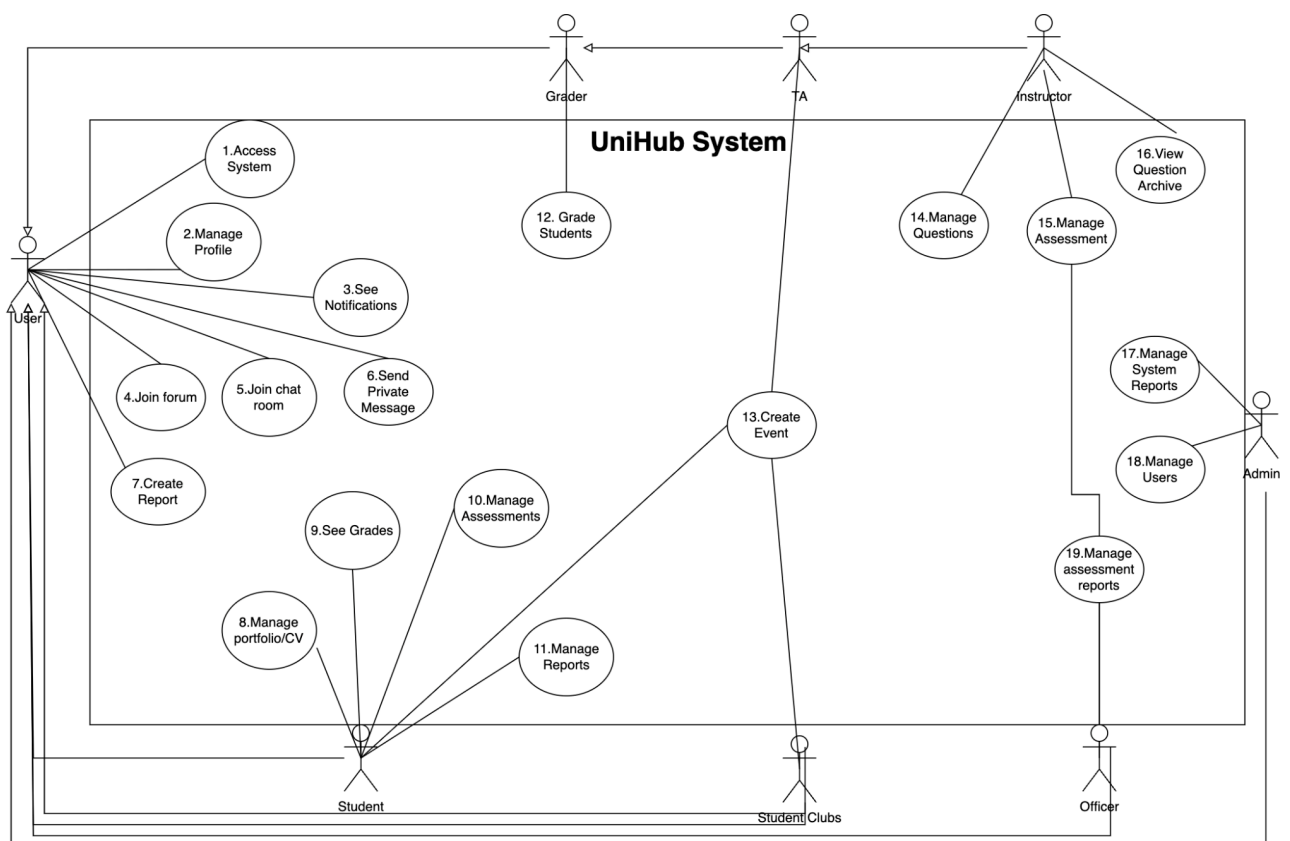 Grader
TA
instructor
UniHub System
1.Access
System
16.View
Question
Archive
2.Manage
Profile
12. Grade
Students
14.Manage
Questions
15.Manage
Assessment
3.See
Notifications
User
4.Join forum
5.Join chat
room
6.Send
Private
Message
17.Manage
System
Reports
13.Create
Event
18.Manage
Users
Admin
7.Create
Report
10.Manage
Assessments
9.See Grades
19.Manage
assessment
reports
8.Manage
portfolio/CV
11.Manage
Reports
Student
Student Clubs
Officer